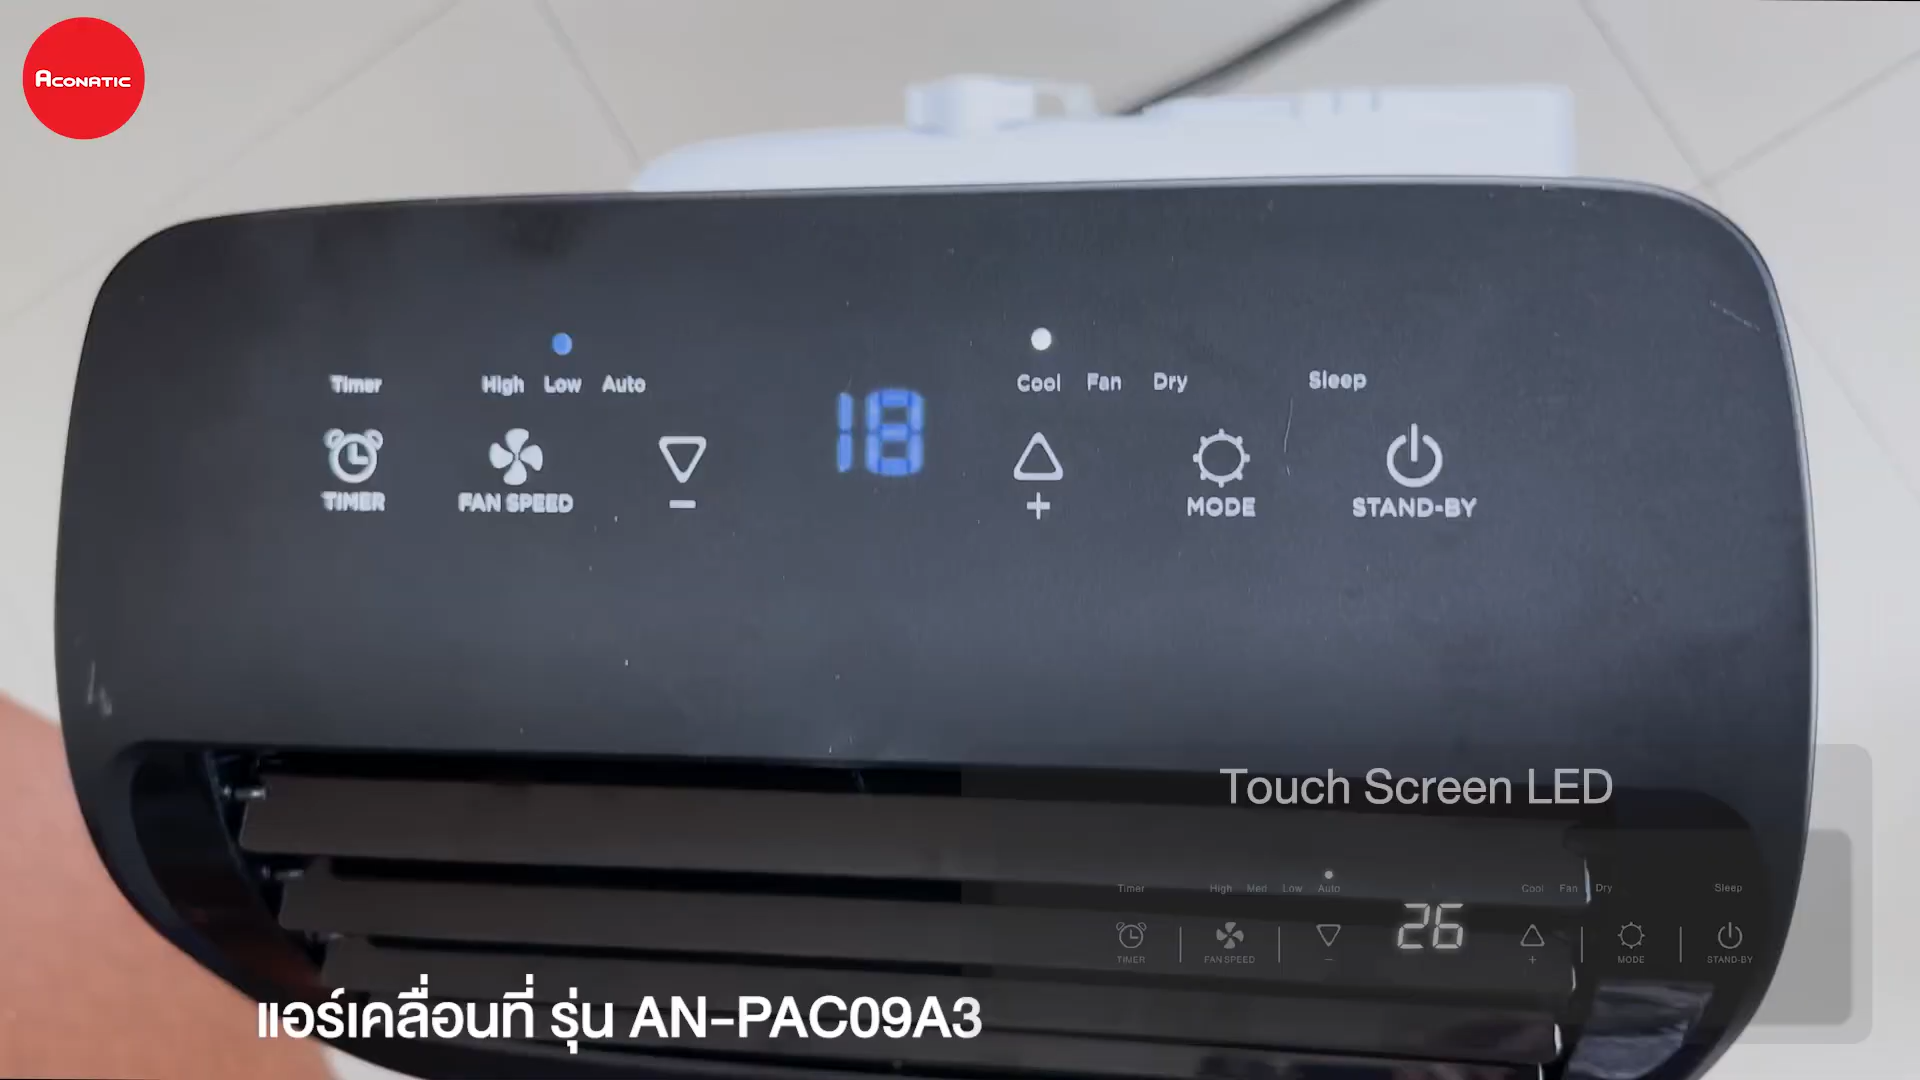 ACONATIC
Timer
High Low Auto
18
Cool Fan Dry
Sleep
TIMER
FAN SPEED
-
+
MODE
STAND-BY
Touch Screen LED
Timer
High Med Low Auto
26
Cool Fan Dry
Sleep
TIMER
FAN SPEED
-
+
MODE
STAND-BY
แอร์เคลื่อนที่ รุ่น AN-PAC09A3